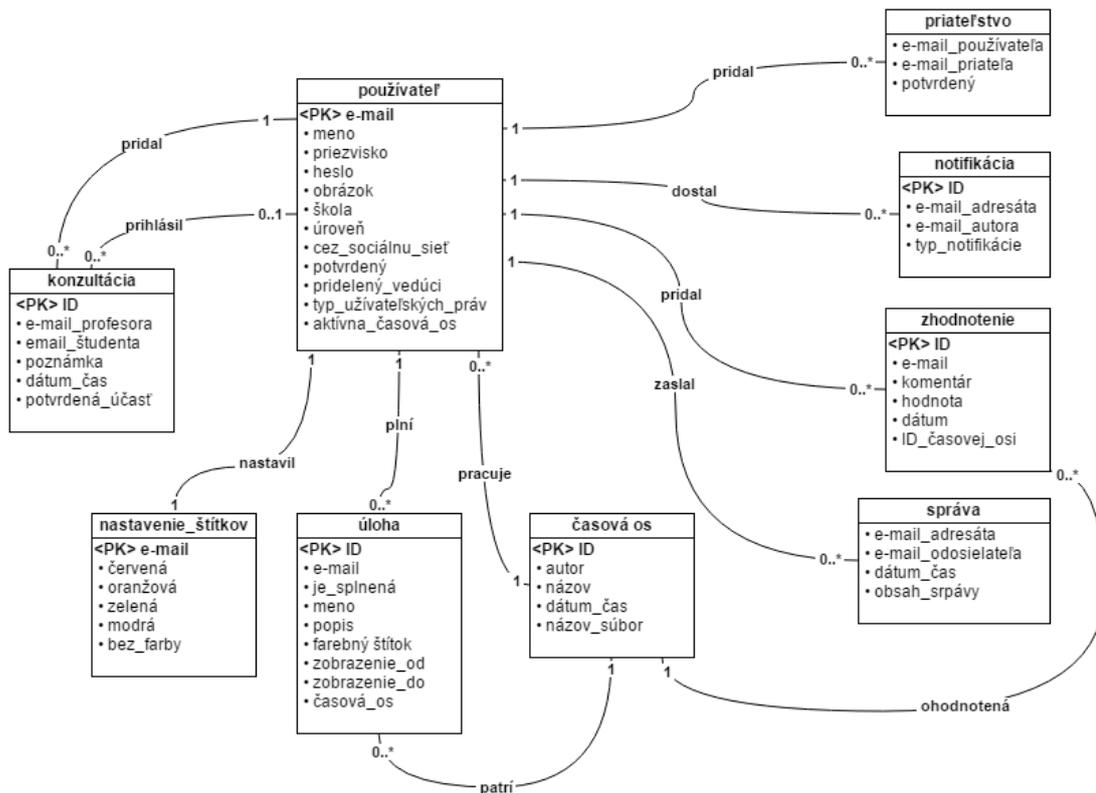 priateľstvo
• e-mail_používateľa
• e-mail_priateľa
• potvrdený
pridal
0..*
1
používateľ
<PK> e-mail
• meno
• priezvisko
• heslo
• obrázok
• škola
• úroveň
• cez_sociálnu_sieť
• potvrdený
• pridelený_vedúci
• typ_užívateľských_práv
• aktívna_časová_os
1
pridal
0..*
0..1
prihlásil
0..*
konzultácia
<PK> ID
• e-mail_profesora
• email_študenta
• poznámka
• dátum_čas
• potvrdená_účasť
notifikácia
<PK> ID
• e-mail_adresáta
• e-mail_autora
• typ_notifikácie
1
dostal
0..*
1
pridal
0..*
zhodnotenie
<PK> ID
• e-mail
• komentár
• hodnota
• dátum
• ID_časovej_osi
1
zaslal
0..*
správa
• e-mail_adresáta
• e-mail_odosielateľa
• dátum_čas
• obsah_srpávy
1
nastavil
1
nastavenie_štítkov
<PK> e-mail
• červená
• oranžová
• zelená
• modrá
• bez_farby
1
plní
0..*
úloha
<PK> ID
• e-mail
• je_splnená
• meno
• popis
• farebný štítok
• zobrazenie_od
• zobrazenie_do
• časová_os
0..*
pracuje
1
časová os
<PK> ID
• autor
• názov
• dátum_čas
• názov_súbor
1
patrí
0..*
1
ohodnotená
0..*